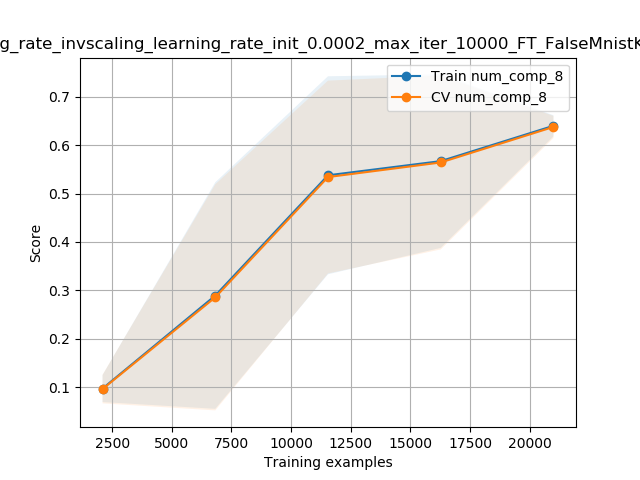 g_rate_invscaling_learning_rate_init_0.0002_max_iter_10000_FT_FalseMnistK
Train num_comp_8
CV num_comp_8
0.7
0.6
0.5
0.4
0.3
0.2
0.1
Score
2500 5000 7500 10000 12500 15000 17500 20000
Training examples